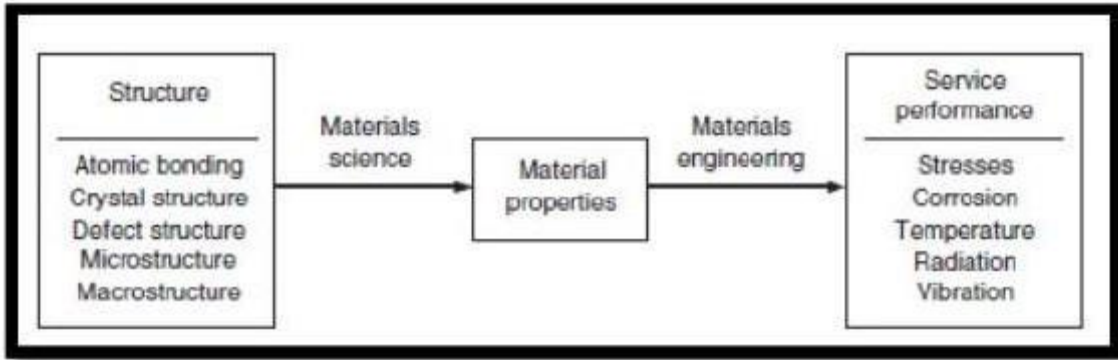 Structure
Atomic bonding
Crystal structure
Defect structure
Microstructure
Macrostructure
Materials
science
Material
properties
Materials
engineering
Service
performance
Stresses
Corrosion
Temperature
Radiation
Vibration